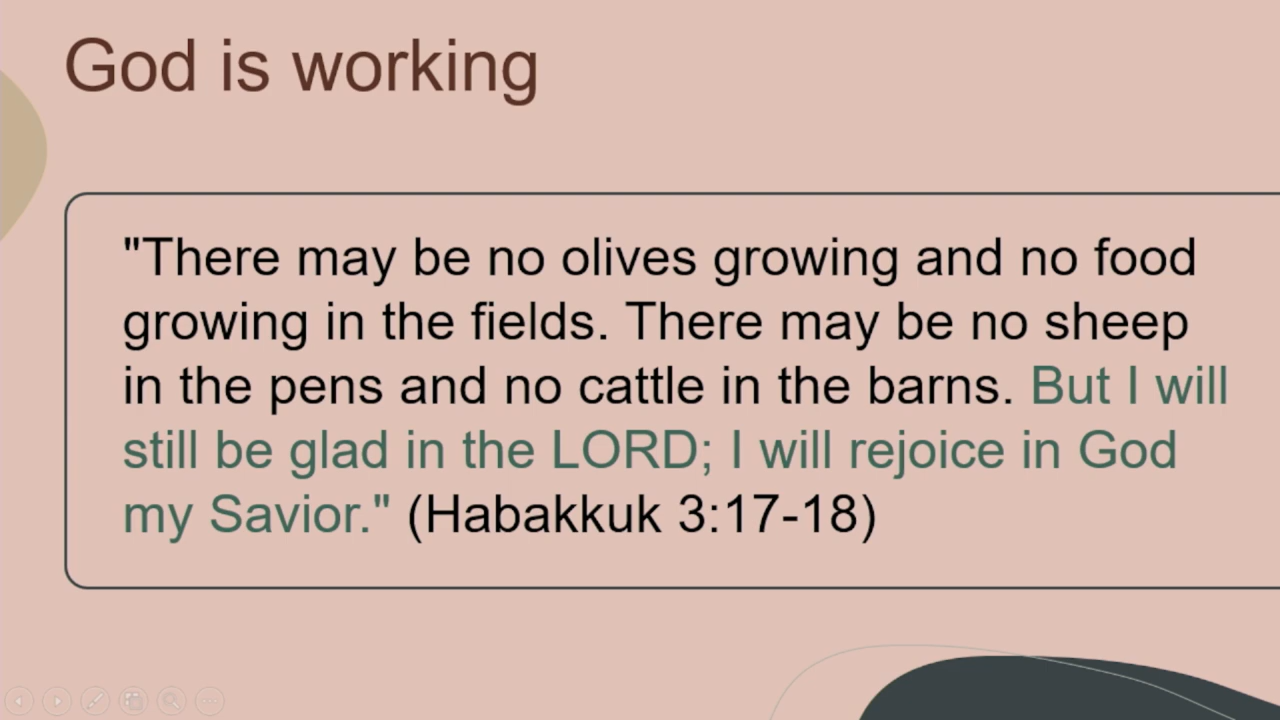 God is working
"There may be no olives growing and no food
growing in the fields. There may be no sheep
in the pens and no cattle in the barns. But I will
still be glad in the LORD; I will rejoice in God
my Savior." (Habakkuk 3:17-18)